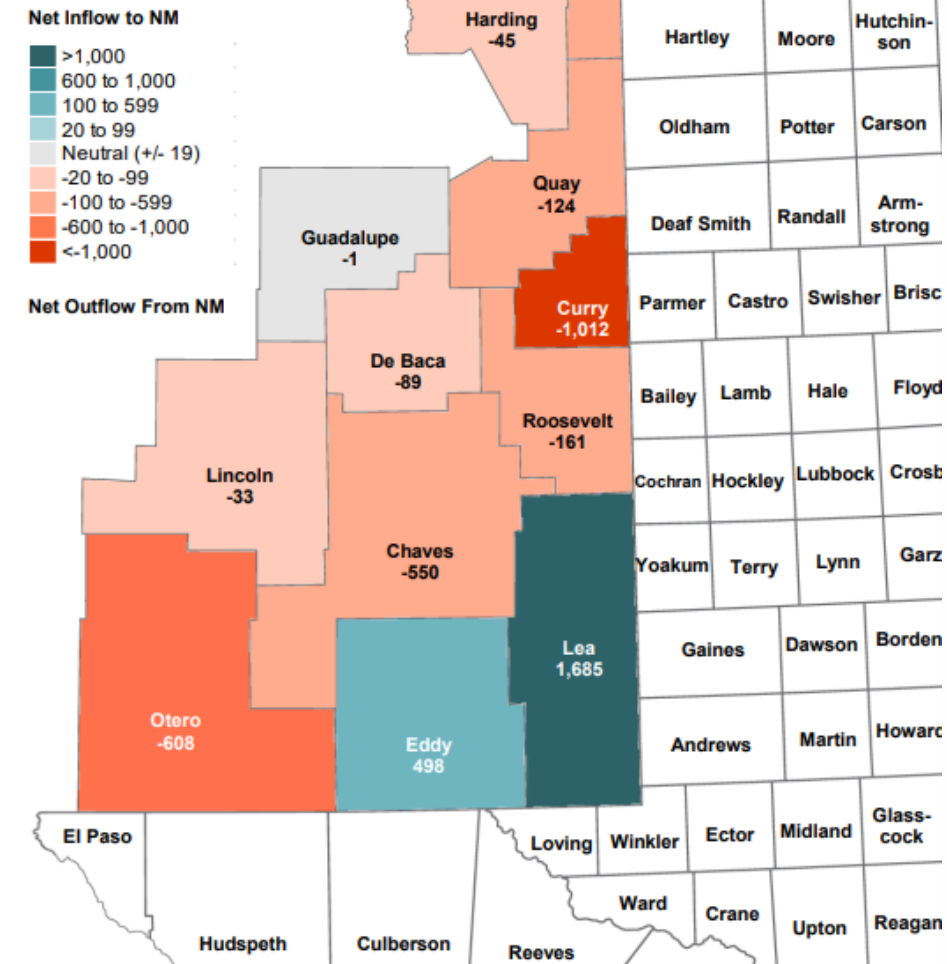 Net Inflow to NM
>1,000
600 to 1,000
100 to 599
20 to 99
Neutral (+/- 19)
-20 to -99
-100 to -599
-600 to -1,000
<-1,000
Net Outflow From NM
Harding
-45
Hartley
Moore
Hutchin-
son
Oldham
Potter
Carson
Quay
-124
Deaf Smith
Randall
Arm-
strong
Guadalupe
-1
Curry
-1,012
Parmer
Castro
Swisher
Brisc
De Baca
-89
Bailey
Lamb
Hale
Floyd
Roosevelt
-161
Lincoln
-33
Cochran
Hockley
Lubbock
Crosb
Chaves
-550
Yoakum
Terry
Lynn
Garz
Lea
1,685
Gaines
Dawson
Borden
Otero
-608
Eddy
498
Andrews
Martin
Howard
El Paso
Loving
Winkler
Ector
Midland
Glass-
cock
Ward
Crane
Upton
Reagan
Hudspeth
Culberson
Reeves